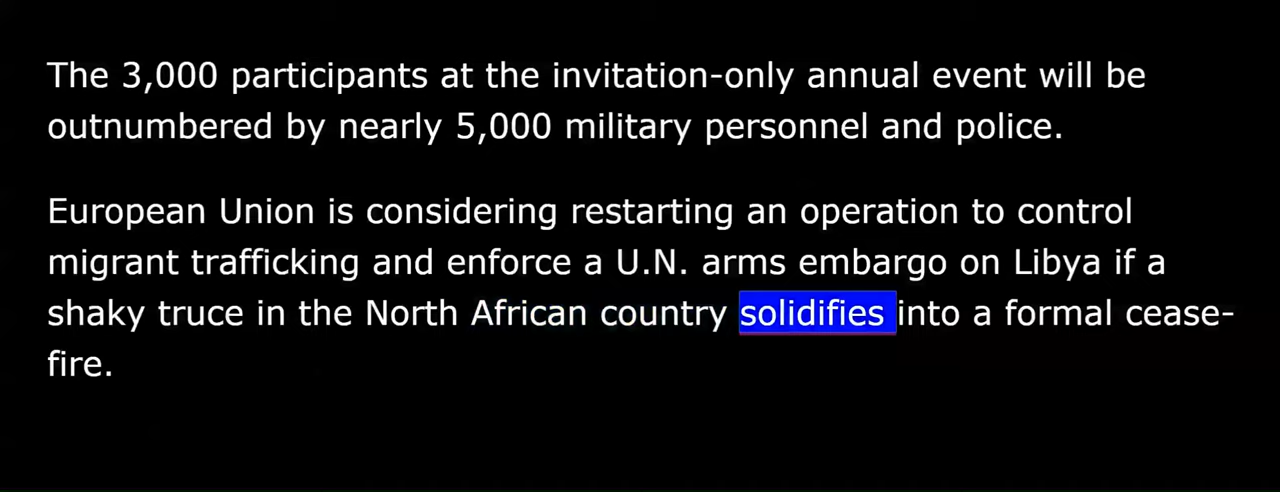 The 3,000 participants at the invitation-only annual event will be
outnumbered by nearly 5,000 military personnel and police.
European Union is considering restarting an operation to control
migrant trafficking and enforce a U.N. arms embargo on Libya if a
shaky truce in the North African country solidifies into a formal cease-
fire.